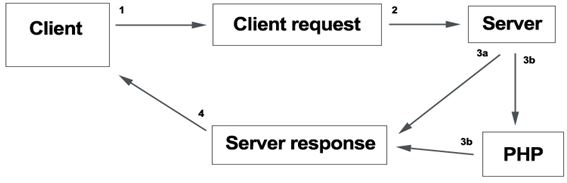 Client
1
Client request
2
Server
3a
3b
4
Server response
3b
PHP